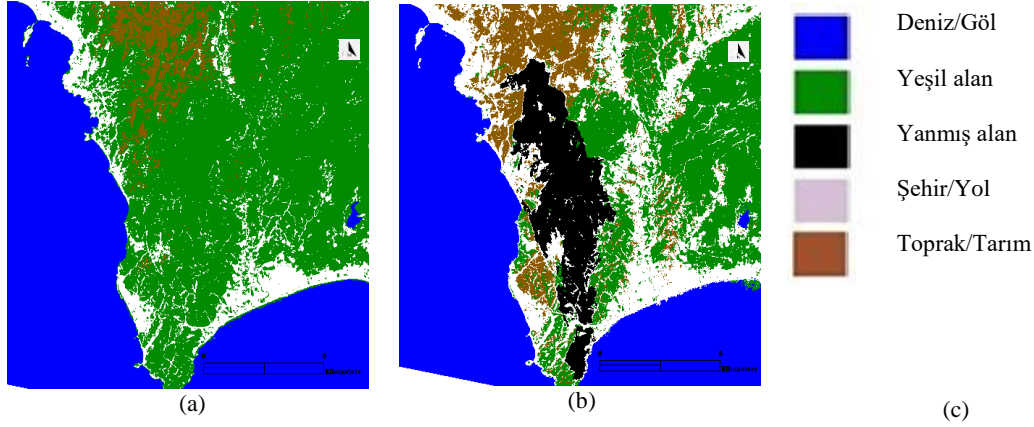 Deniz/Göl
Yeşil alan
Yanmış alan
Şehir/Yol
Toprak/Tarım
(a)
(b)
(c)